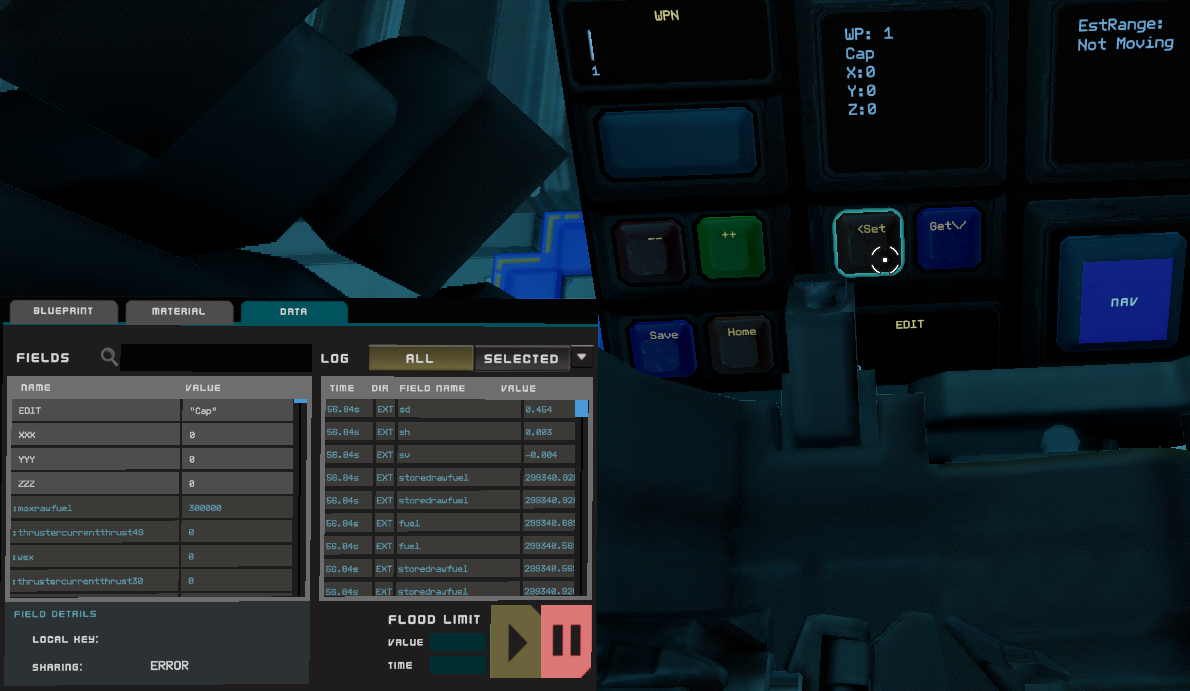 WPN
1
WP: 1
Cap
X:0
Y:0
Z:0
EstRange:
Not Moving
--
++
<Set
Get\/
NAV
Save
Home
EDIT
BLUEPRINT
MATERIAL
DATA
FIELDS
LOG
ALL
SELECTED
NAME
VALUE
EDIT
"Cap"
XXX
0
YYY
0
ZZZ
0
:maxrawfuel
300000
:thrustercurrentthrust49
0
:wex
0
:thrustercurrentthrust30
0
TIME
DIR
FIELD NAME
VALUE
56.84s EXT sd 0.454
56.84s EXT sh 0.003
56.84s EXT sv -0.004
56.84s EXT storedrawfuel 299340.920
56.84s EXT storedrawfuel 299340.920
56.84s EXT fuel
56.84s EXT fuel
56.84s EXT storedrawfuel
56.84s EXT storedrawfuel
FIELD DETAILS
LOCAL KEY:
SHARING:
ERROR
FLOOD LIMIT
VALUE
TIME